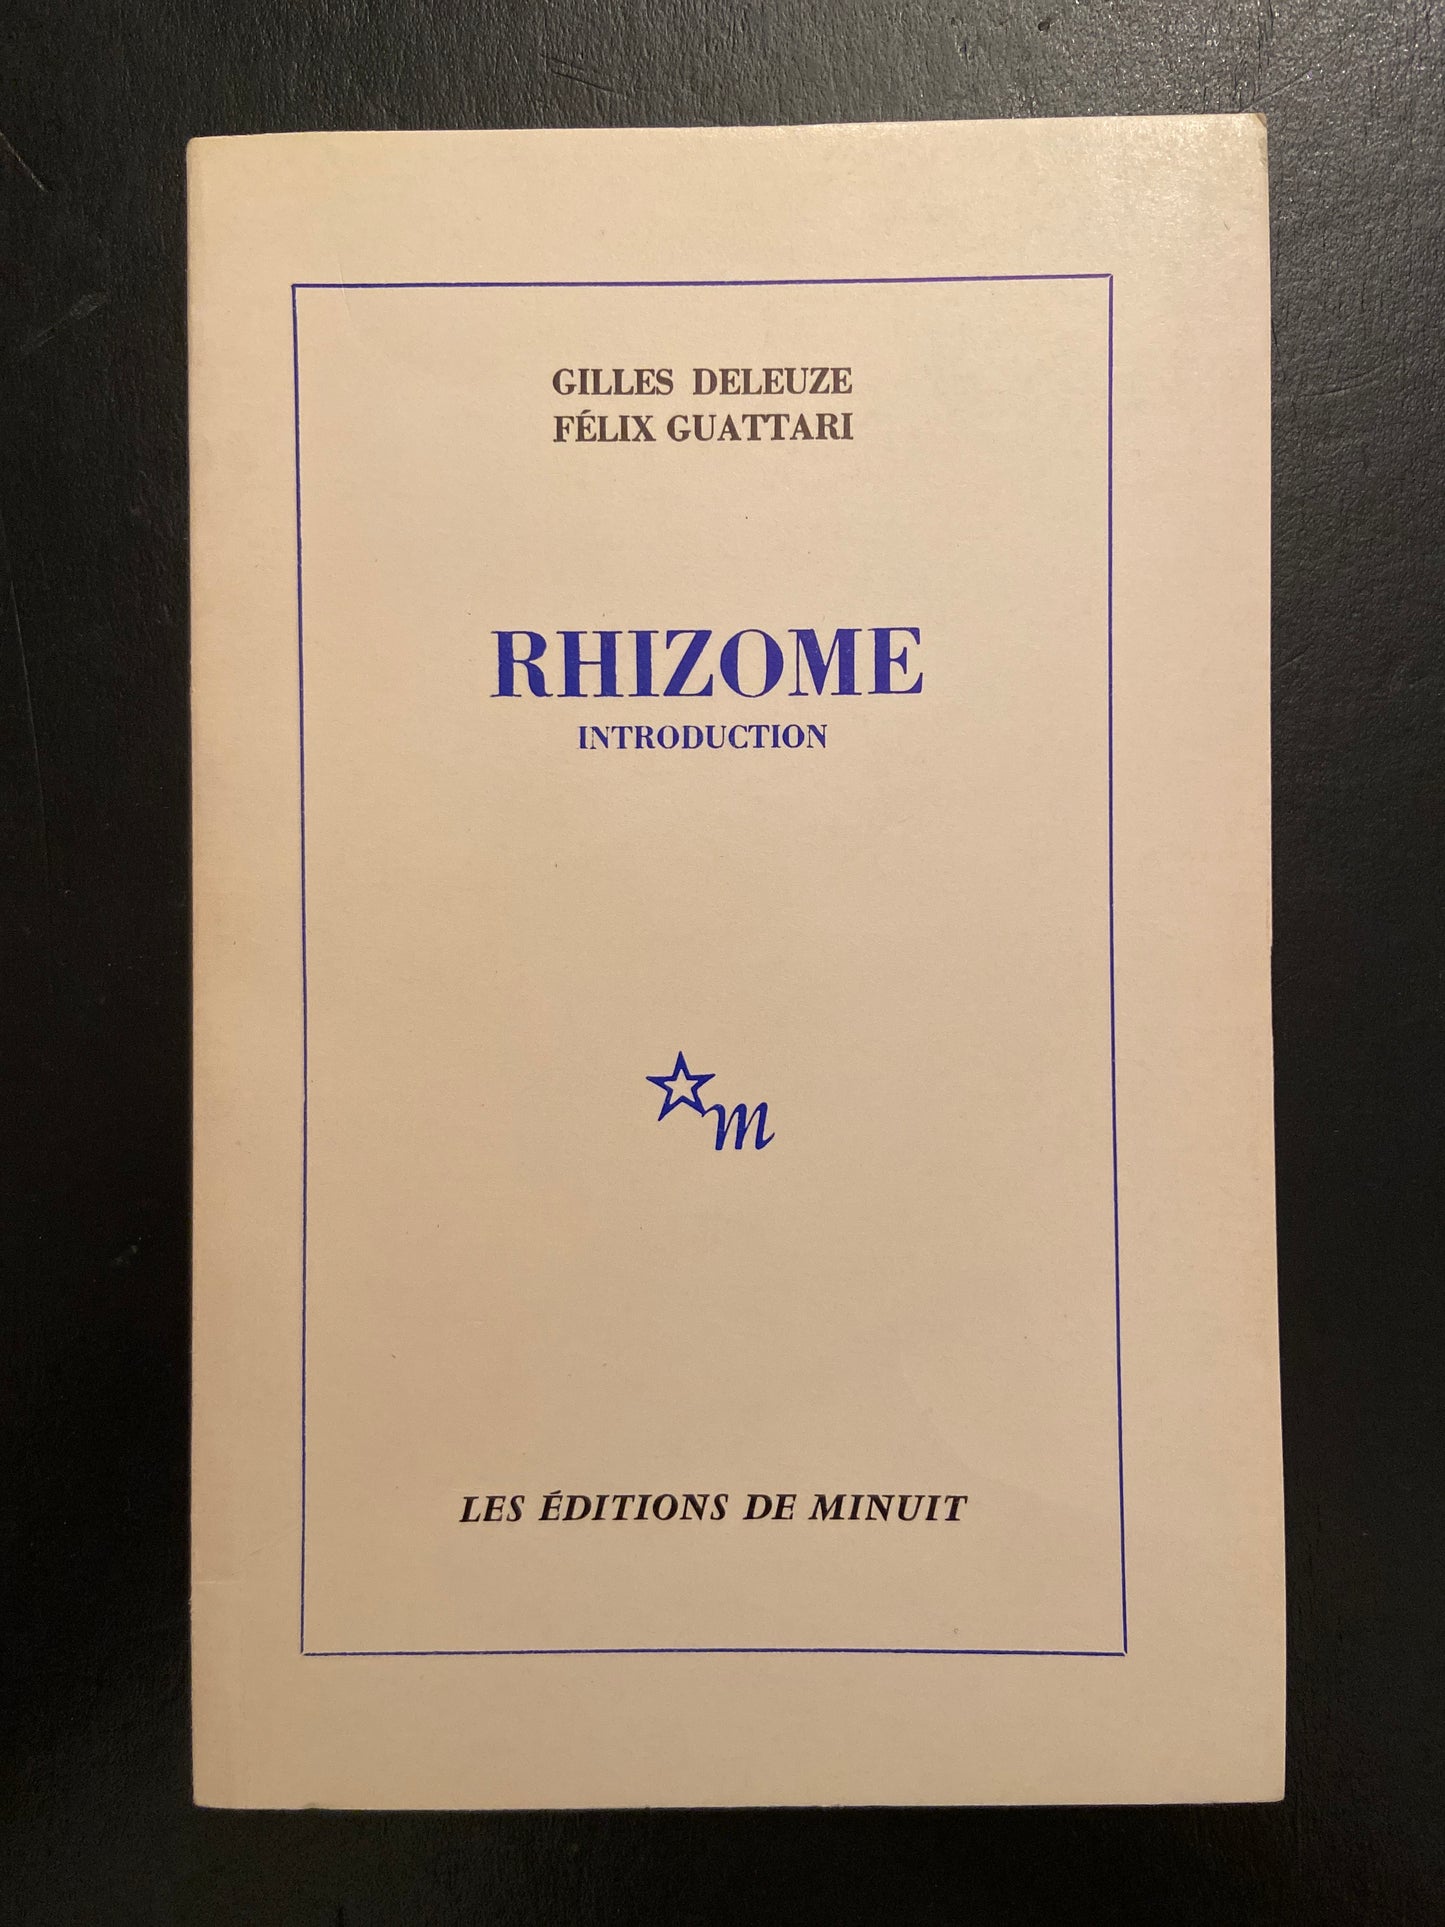 GILLES DELEUZE
FÉLIX GUATTARI
RHIZOME
INTRODUCTION
m
LES ÉDITIONS DE MINUIT